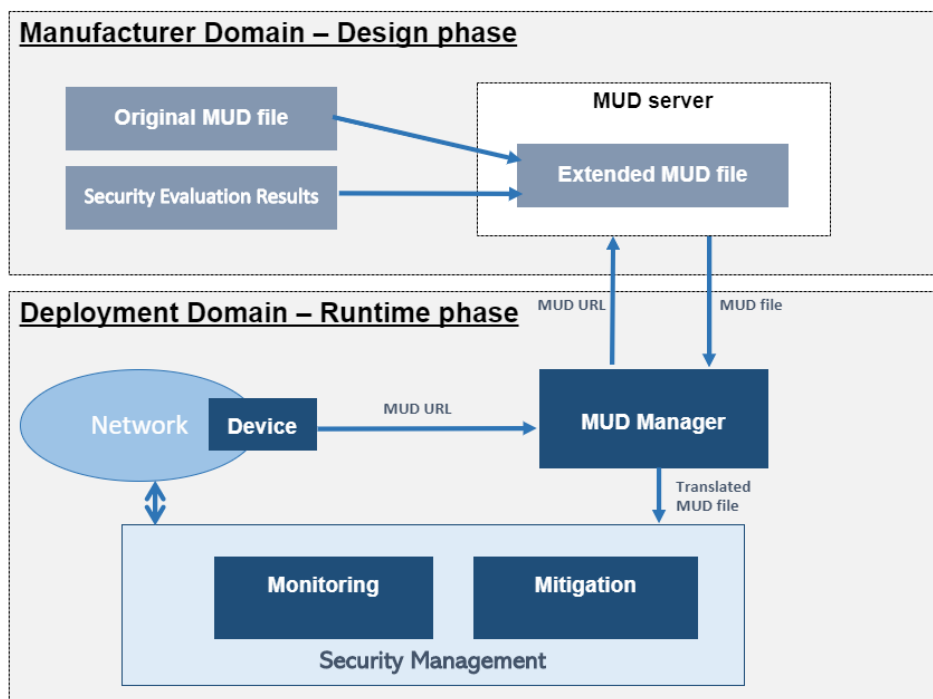 Manufacturer Domain – Design phase
MUD server
Original MUD file
Extended MUD file
Security Evaluation Results
MUD URL
MUD file
Deployment Domain – Runtime phase
Network
Device
MUD URL
MUD Manager
Translated
MUD file
Monitoring
Mitigation
Security Management